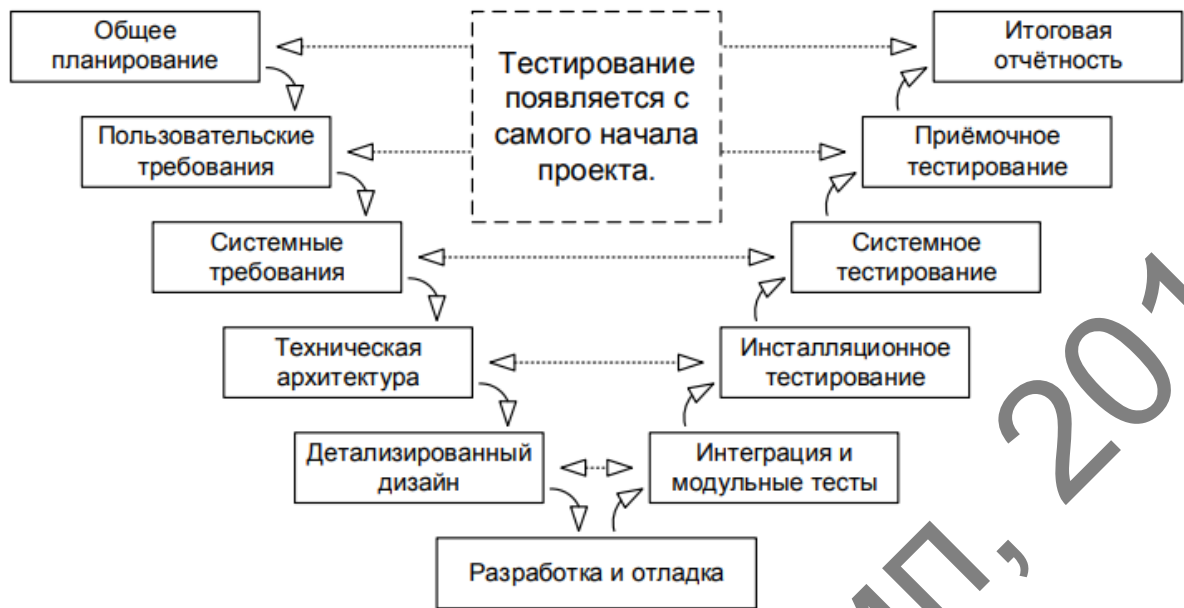 Общее
планирование
Тестирование
появляется с
самого начала
проекта.
Итоговая
отчётность
Пользовательские
требования
Приёмочное
тестирование
Системные
требования
Системное
тестирование
Техническая
архитектура
Инсталляционное
тестирование
Детализированный
дизайн
Интеграция и
модульные тесты
Разработка и отладка